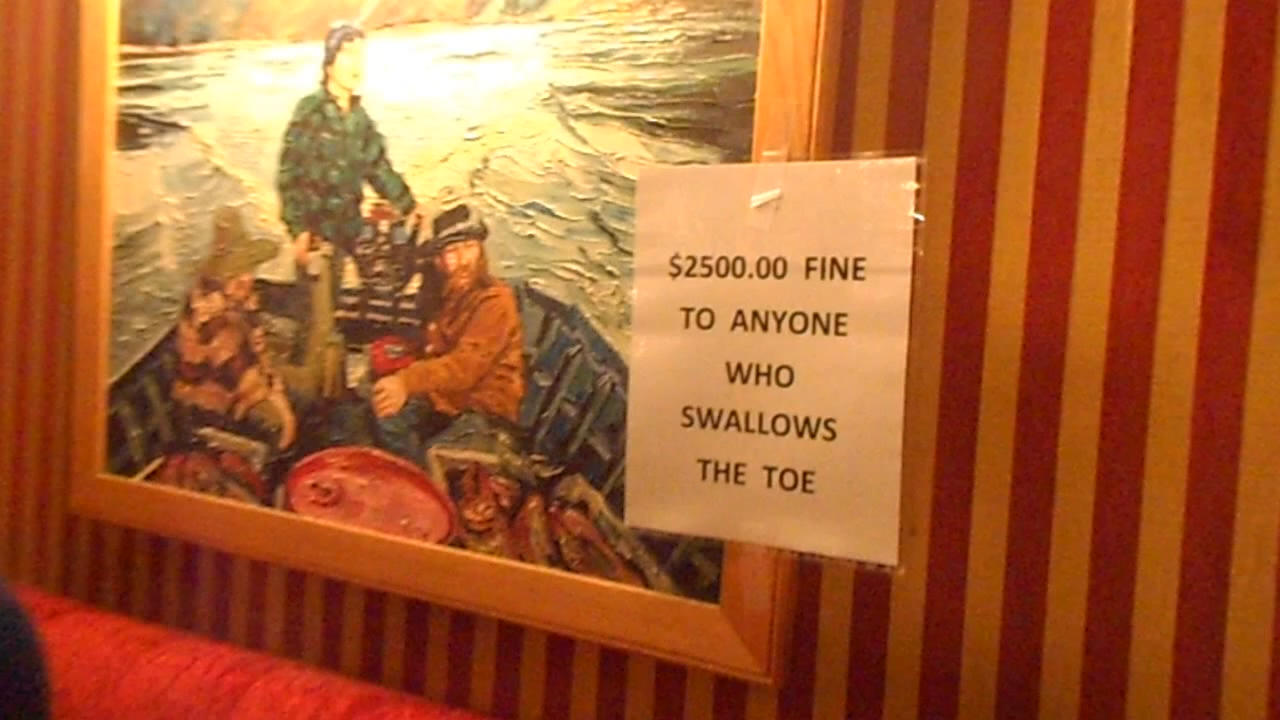 $2500.00 FINE
TO ANYONE
WHO
SWALLOWS
THE TOE